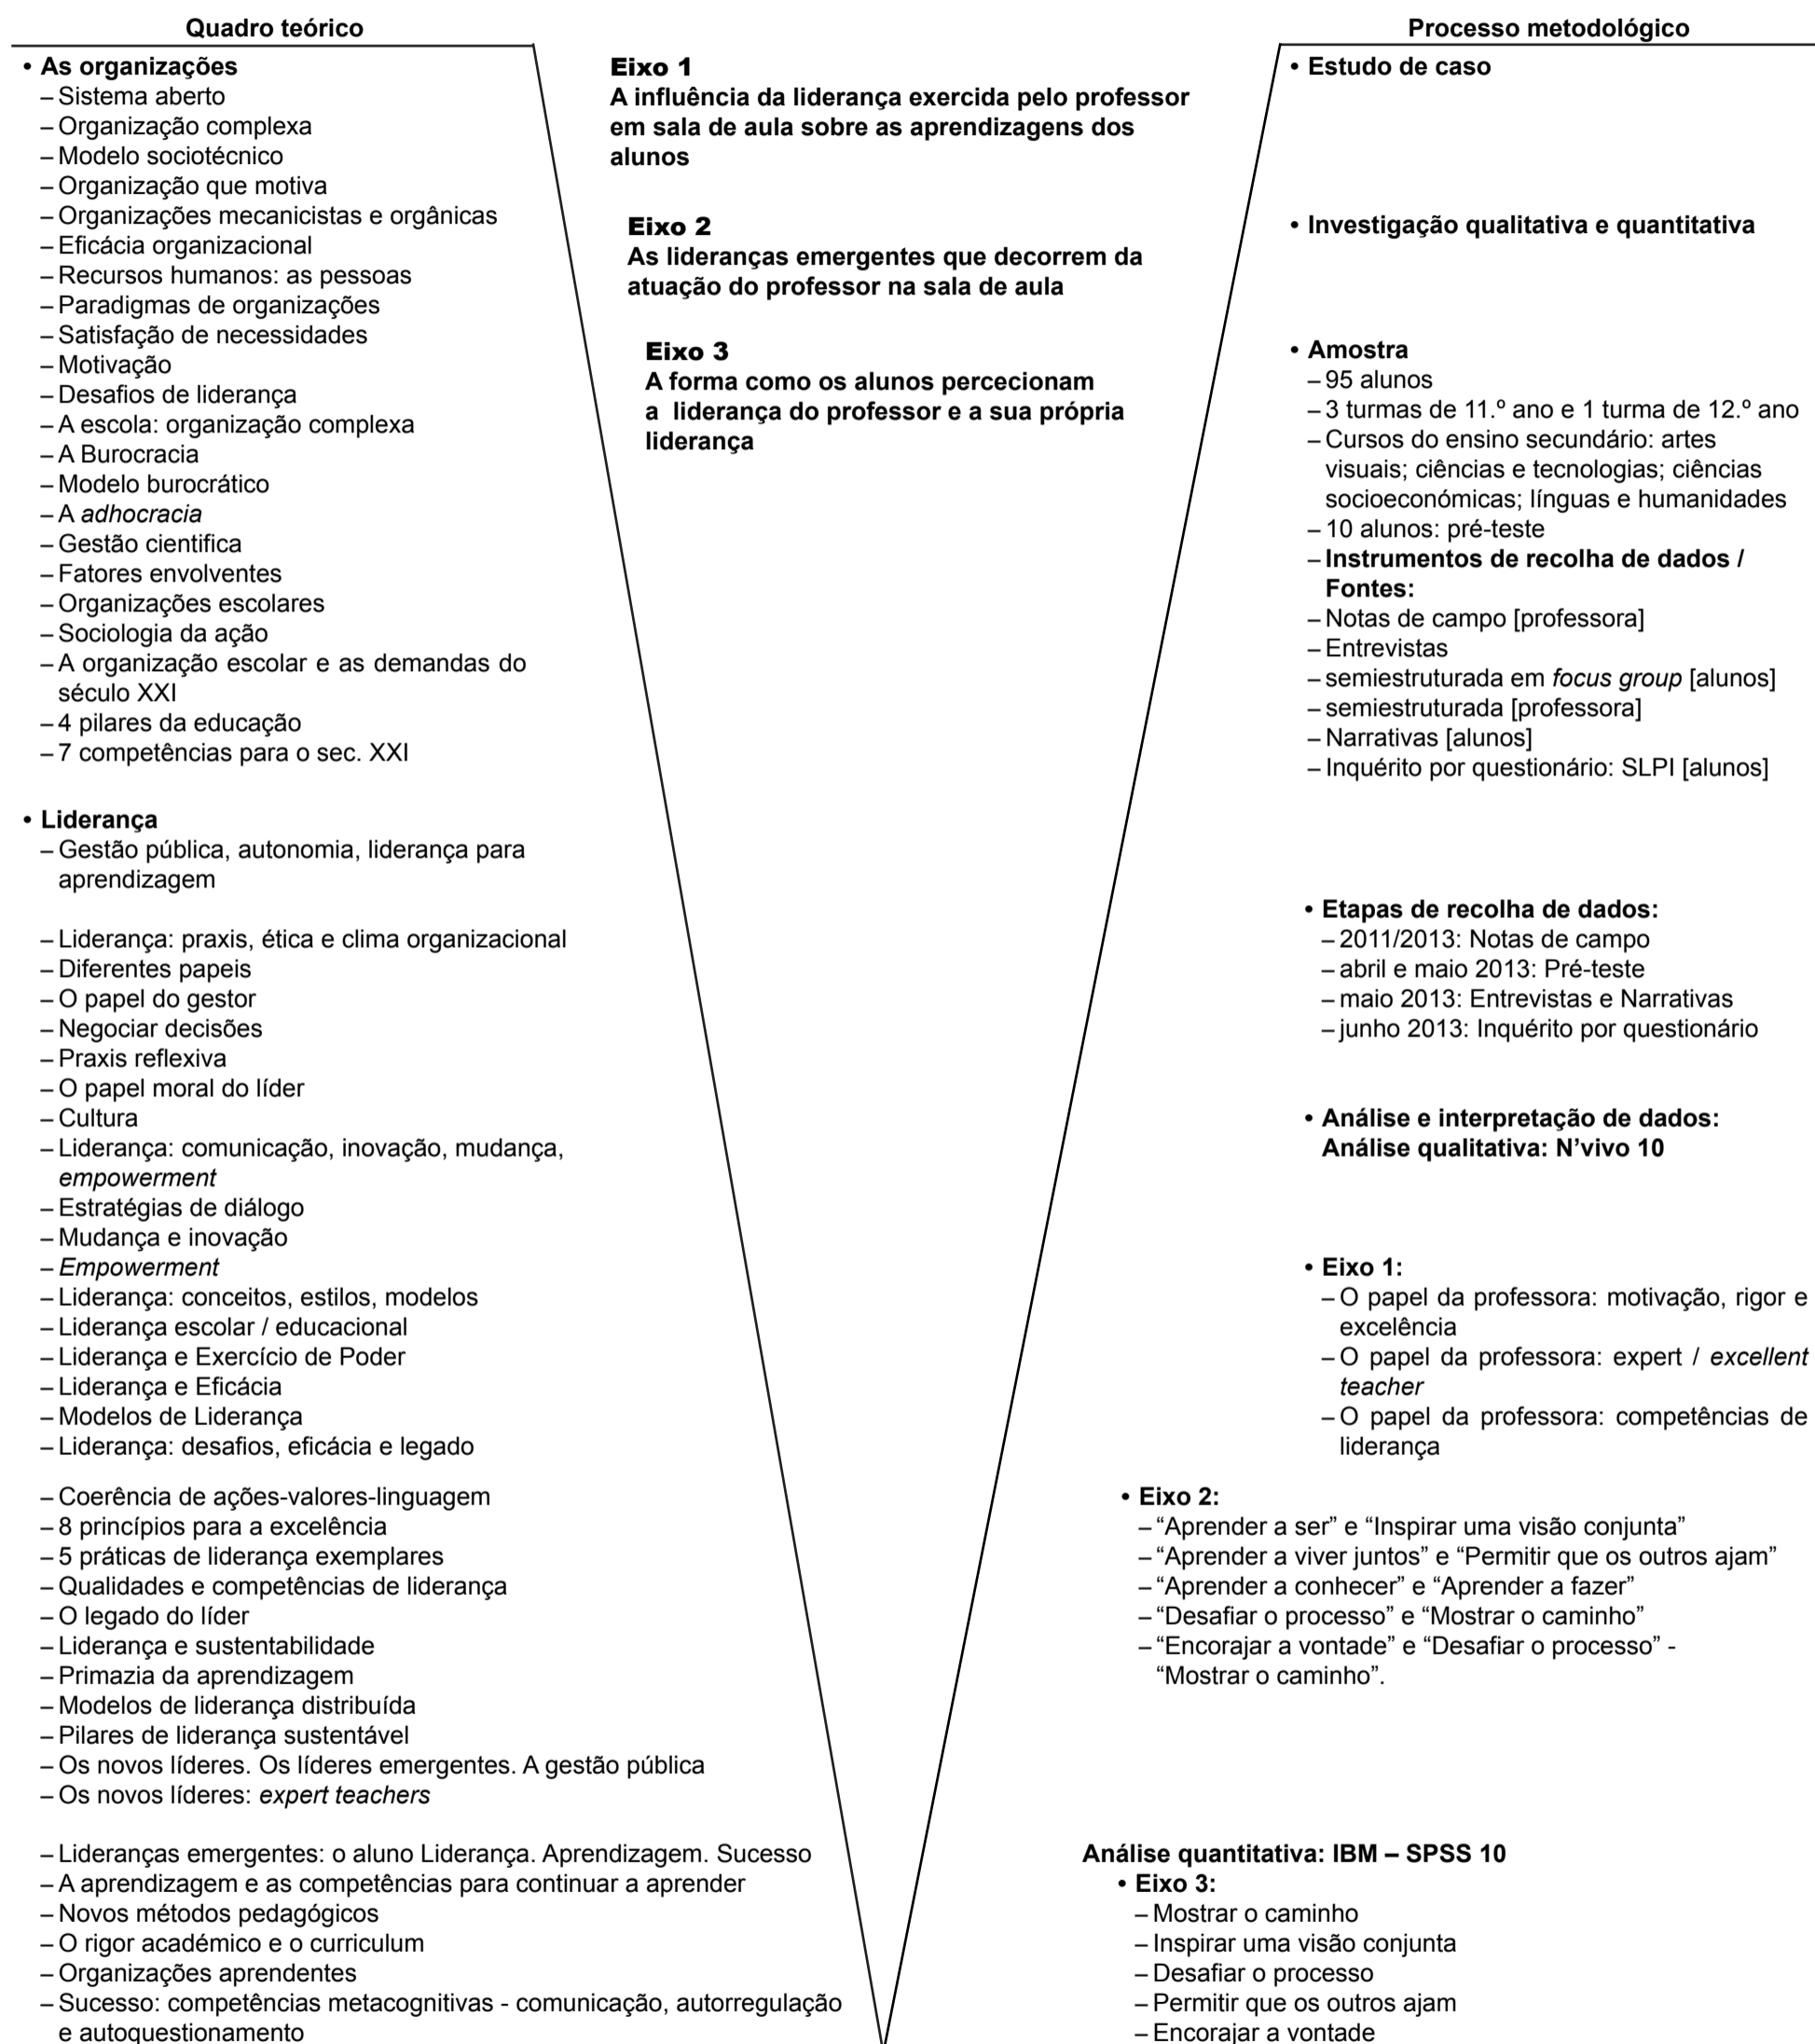 Quadro teórico
• As organizações
– Sistema aberto
– Organização complexa
– Modelo sociotécnico
– Organização que motiva
– Organizações mecanicistas e orgânicas
– Eficácia organizacional
– Recursos humanos: as pessoas
– Paradigmas de organizações
– Satisfação de necessidades
– Motivação
– Desafios de liderança
– A escola: organização complexa
– A Burocracia
– Modelo burocrático
– A adhocracia
– Gestão cientifica
– Fatores envolventes
– Organizações escolares
– Sociologia da ação
– A organização escolar e as demandas do
século XXI
– 4 pilares da educação
– 7 competências para o sec. XXI
• Liderança
– Gestão pública, autonomia, liderança para
aprendizagem
– Liderança: praxis, ética e clima organizacional
– Diferentes papeis
– O papel do gestor
– Negociar decisões
– Praxis reflexiva
– O papel moral do líder
– Cultura
– Liderança: comunicação, inovação, mudança,
empowerment
– Estratégias de diálogo
– Mudança e inovação
– Empowerment
– Liderança: conceitos, estilos, modelos
– Liderança escolar / educacional
– Liderança e Exercício de Poder
– Liderança e Eficácia
– Modelos de Liderança
– Liderança: desafios, eficácia e legado
– Coerência de ações-valores-linguagem
– 8 princípios para a excelência
– 5 práticas de liderança exemplares
– Qualidades e competências de liderança
– O legado do líder
– Liderança e sustentabilidade
– Primazia da aprendizagem
– Modelos de liderança distribuída
– Pilares de liderança sustentável
– Os novos líderes. Os líderes emergentes. A gestão pública
– Os novos líderes: expert teachers
– Lideranças emergentes: o aluno Liderança. Aprendizagem. Sucesso
– A aprendizagem e as competências para continuar a aprender
– Novos métodos pedagógicos
– O rigor académico e o curriculum
– Organizações aprendentes
– Sucesso: competências metacognitivas - comunicação, autorregulação
e autoquestionamento
Eixo 1
A influência da liderança exercida pelo professor
em sala de aula sobre as aprendizagens dos
alunos
Eixo 2
As lideranças emergentes que decorrem da
atuação do professor na sala de aula
Eixo 3
A forma como os alunos percecionam
a liderança do professor e a sua própria
liderança
Processo metodológico
• Estudo de caso
• Investigação qualitativa e quantitativa
• Amostra
– 95 alunos
– 3 turmas de 11.º ano e 1 turma de 12.º ano
– Cursos do ensino secundário: artes
visuais; ciências e tecnologias; ciências
socioeconómicas; línguas e humanidades
– 10 alunos: pré-teste
– Instrumentos de recolha de dados /
Fontes:
– Notas de campo [professora]
– Entrevistas
– semiestruturada em focus group [alunos]
– semiestruturada [professora]
– Narrativas [alunos]
– Inquérito por questionário: SLPI [alunos]
• Etapas de recolha de dados:
– 2011/2013: Notas de campo
– abril e maio 2013: Pré-teste
– maio 2013: Entrevistas e Narrativas
– junho 2013: Inquérito por questionário
• Análise e interpretação de dados:
Análise qualitativa: N’vivo 10
• Eixo 1:
– O papel da professora: motivação, rigor e
excelência
– O papel da professora: expert / excellent
teacher
– O papel da professora: competências de
liderança
• Eixo 2:
– “Aprender a ser” e “Inspirar uma visão conjunta”
– “Aprender a viver juntos” e “Permitir que os outros ajam”
– “Aprender a conhecer” e “Aprender a fazer”
– “Desafiar o processo” e “Mostrar o caminho”
– “Encorajar a vontade” e “Desafiar o processo” -
“Mostrar o caminho”.
Análise quantitativa: IBM – SPSS 10
• Eixo 3:
– Mostrar o caminho
– Inspirar uma visão conjunta
– Desafiar o processo
– Permitir que os outros ajam
– Encorajar a vontade